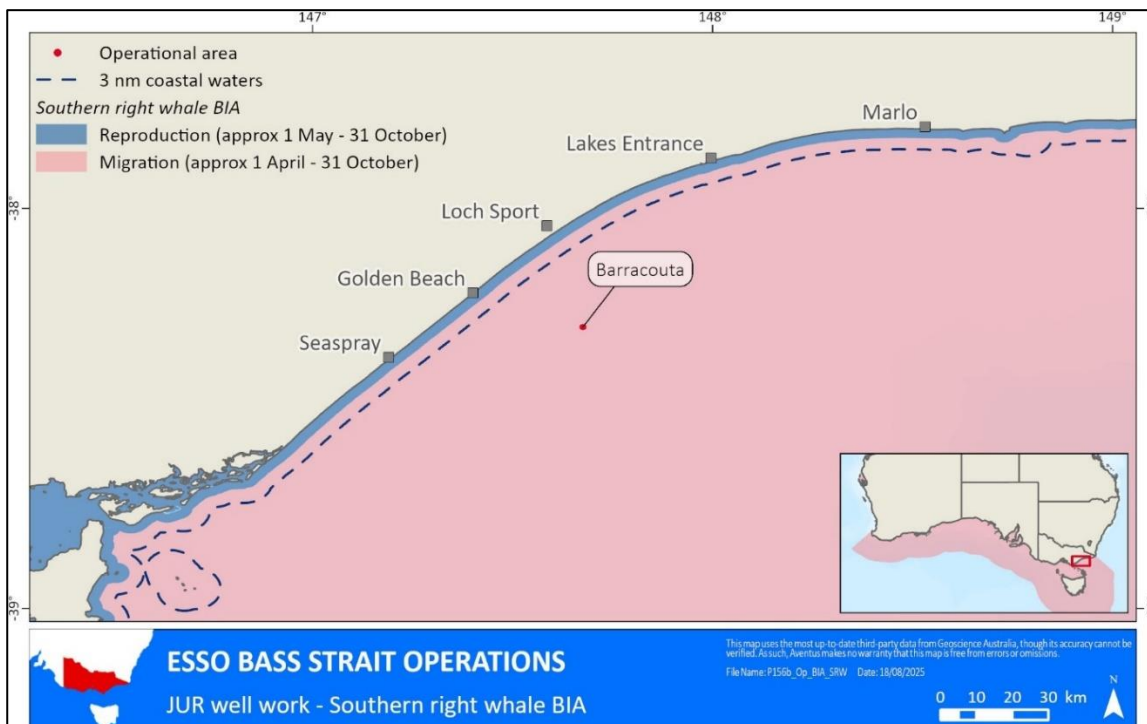 147°
148°
149°
Operational area
3 nm coastal waters
Southern right whale BIA
Reproduction (approx 1 May - 31 October)
Migration (approx 1 April - 31 October)
Marlo
Lakes Entrance
-38°
-38°
Loch Sport
Barracouta
Golden Beach
Seaspray
-39°
-39°
ESSO BASS STRAIT OPERATIONS
JUR well work - Southern right whale BIA
This map uses the most up-to-date third-party data from Geoscience Australia, though its accuracy cannot be
verified. As such, Aventus makes no warranty that this map is free from errors or omissions.
File Name: P156b_Op_BIA_SRW Date: 18/08/2025
N
0 10 20 30 km